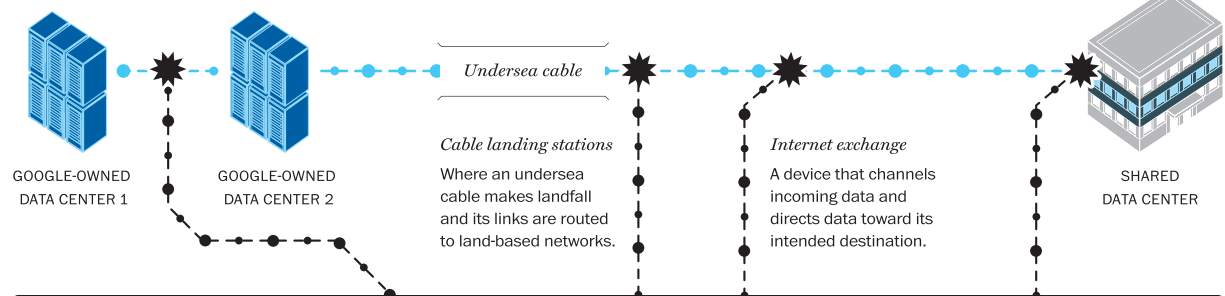 Undersea cable
GOOGLE-OWNED
DATA CENTER 1
GOOGLE-OWNED
DATA CENTER 2
Cable landing stations
Where an undersea
cable makes landfall
and its links are routed
to land-based networks.
Internet exchange
A device that channels
incoming data and
directs data toward its
intended destination.
SHARED
DATA CENTER